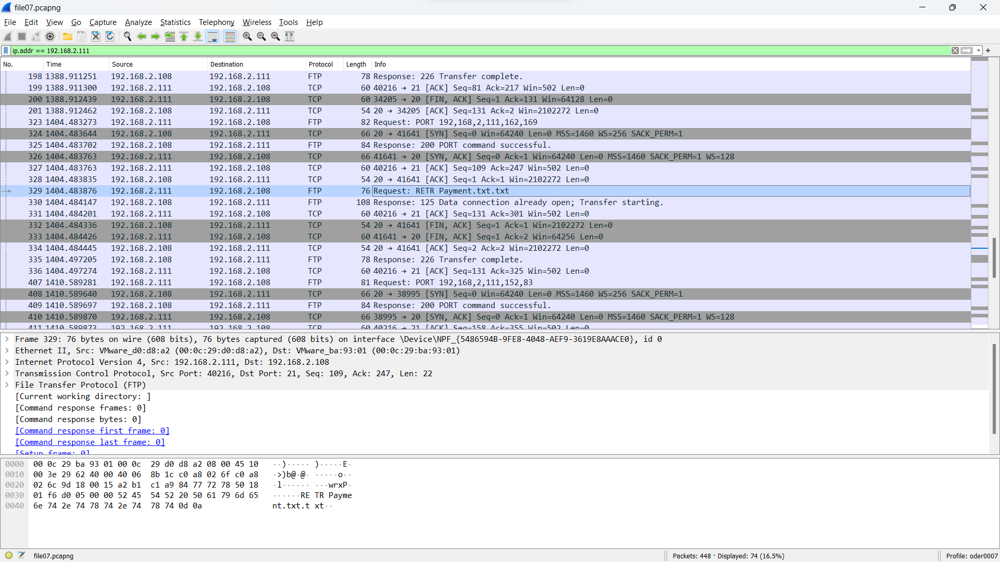 file07.pcapng
File Edit View Go Capture Analyze Statistics Telephony Wireless Tools Help
ip.addr == 192.168.2.111
No. Time Source Destination Protocol Length Info
198 1388.911251 192.168.2.108 192.168.2.111 FTP 78 Response: 226 Transfer complete.
199 1388.911300 192.168.2.111 192.168.2.108 TCP 60 40216 → 21 [ACK] Seq=81 Ack=217 Win=502 Len=0
200 1388.912439 192.168.2.111 192.168.2.108 TCP 60 34205 → 20 [FIN, ACK] Seq=1 Ack=131 Win=64128 Len=0
201 1388.912462 192.168.2.108 192.168.2.111 TCP 54 20 → 34205 [ACK] Seq=131 Ack=2 Win=2102272 Len=0
323 1404.483273 192.168.2.111 192.168.2.108 FTP 82 Request: PORT 192,168,2,111,162,169
324 1404.483644 192.168.2.108 192.168.2.111 TCP 66 20 → 41641 [SYN] Seq=0 Win=64240 Len=0 MSS=1460 WS=256 SACK_PERM=1
325 1404.483702 192.168.2.108 192.168.2.111 FTP 84 Response: 200 PORT command successful.
326 1404.483763 192.168.2.111 192.168.2.108 TCP 66 41641 → 20 [SYN, ACK] Seq=0 Ack=1 Win=64240 Len=0 MSS=1460 SACK_PERM=1 WS=128
327 1404.483763 192.168.2.111 192.168.2.108 TCP 60 40216 → 21 [ACK] Seq=109 Ack=247 Win=502 Len=0
328 1404.483835 192.168.2.108 192.168.2.111 TCP 54 20 → 41641 [ACK] Seq=1 Ack=1 Win=2102272 Len=0
329 1404.483876 192.168.2.111 192.168.2.108 FTP 76 Request: RETR Payment.txt.txt
330 1404.484147 192.168.2.108 192.168.2.111 FTP 108 Response: 125 Data connection already open; Transfer starting.
331 1404.484201 192.168.2.111 192.168.2.108 TCP 60 40216 → 21 [ACK] Seq=131 Ack=301 Win=502 Len=0
332 1404.484336 192.168.2.108 192.168.2.111 TCP 54 20 → 41641 [FIN, ACK] Seq=1 Ack=1 Win=2102272 Len=0
333 1404.484426 192.168.2.111 192.168.2.108 TCP 60 41641 → 20 [FIN, ACK] Seq=1 Ack=2 Win=64256 Len=0
334 1404.484445 192.168.2.108 192.168.2.111 TCP 54 20 → 41641 [ACK] Seq=2 Ack=2 Win=2102272 Len=0
335 1404.497205 192.168.2.108 192.168.2.111 FTP 78 Response: 226 Transfer complete.
336 1404.497274 192.168.2.111 192.168.2.108 TCP 60 40216 → 21 [ACK] Seq=131 Ack=325 Win=502 Len=0
407 1410.589281 192.168.2.111 192.168.2.108 FTP 81 Request: PORT 192,168,2,111,152,83
408 1410.589640 192.168.2.108 192.168.2.111 TCP 66 20 → 38995 [SYN] Seq=0 Win=64240 Len=0 MSS=1460 WS=256 SACK_PERM=1
409 1410.589697 192.168.2.108 192.168.2.111 FTP 84 Response: 200 PORT command successful.
410 1410.589870 192.168.2.111 192.168.2.108 TCP 66 38995 → 20 [SYN, ACK] Seq=0 Ack=1 Win=64240 Len=0 MSS=1460 SACK_PERM=1 WS=128
411 1410.589873 192.168.2.111 192.168.2.108 TCP 60 40216 → 21 [ACK] Seq=158 Ack=355 Win=502 Len=0
Frame 329: 76 bytes on wire (608 bits), 76 bytes captured (608 bits) on interface \Device\NPF_{5486594B-9FE8-4048-AEF9-3619E8AAACE0}, id 0
Ethernet II, Src: VMware_d0:d8:a2 (00:0c:29:d0:d8:a2), Dst: VMware_ba:93:01 (00:0c:29:ba:93:01)
Internet Protocol Version 4, Src: 192.168.2.111, Dst: 192.168.2.108
Transmission Control Protocol, Src Port: 40216, Dst Port: 21, Seq: 109, Ack: 247, Len: 22
File Transfer Protocol (FTP)
[Current working directory: ]
[Command response frames: 0]
[Command response bytes: 0]
[Command response first frame: 0]
[Command response last frame: 0]
[Setup frame: 0]
0000 00 0c 29 ba 93 01 00 0c 29 d0 d8 a2 08 00 45 10 ··)····· )·····E·
0010 00 3e 29 62 40 00 40 06 8b 1c c0 a8 02 6f c0 a8 ·>)b@·@· ·····o··
0020 02 6c 9d 18 00 15 a2 b1 c1 a9 84 77 72 78 50 18 ·l······ ···wrxP·
0030 01 f6 d0 05 00 00 52 45 54 52 20 50 61 79 6d 65 ······RE TR Payme
0040 6e 74 2e 74 78 74 2e 74 78 74 0d 0a nt.txt.t xt··
file07.pcapng Packets: 448 · Displayed: 74 (16.5%) Profile: oder0007